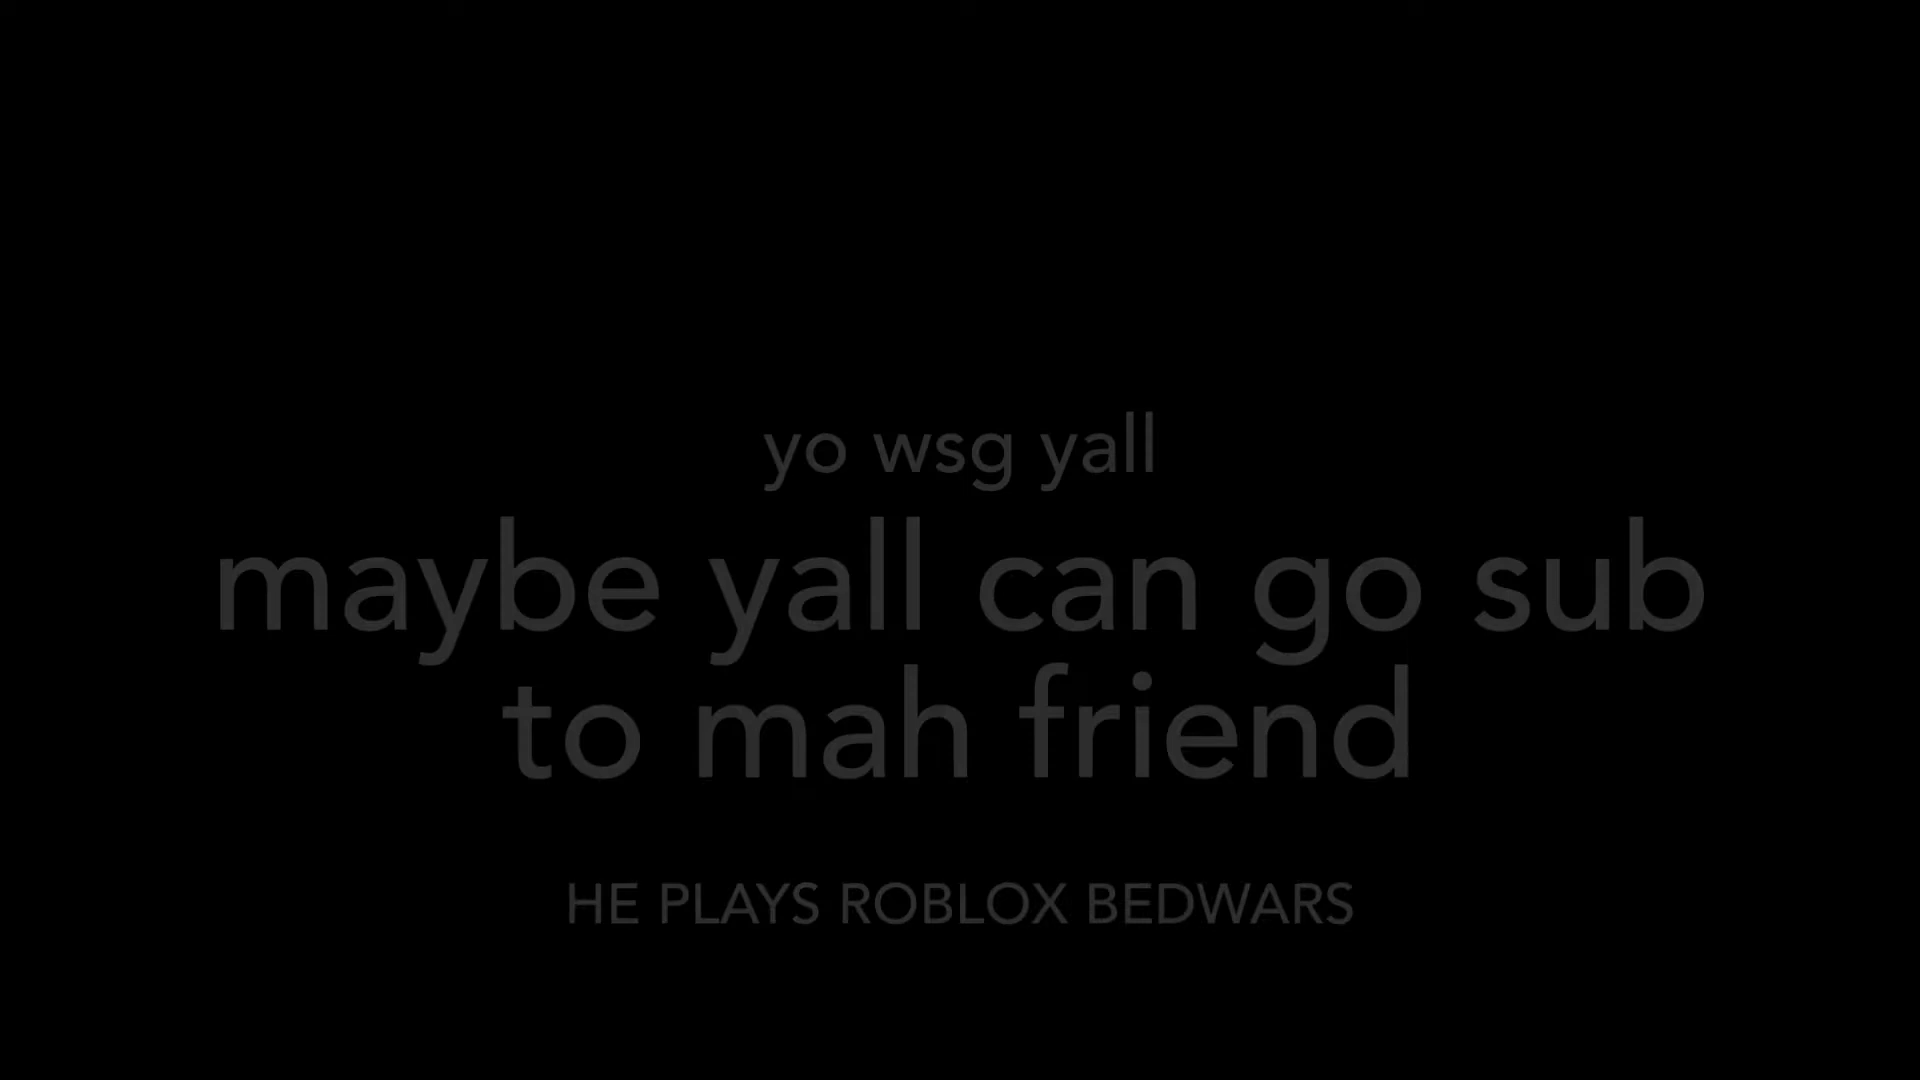 yo wsg yall
maybe yall can go sub
to mah friend
HE PLAYS ROBLOX BEDWARS